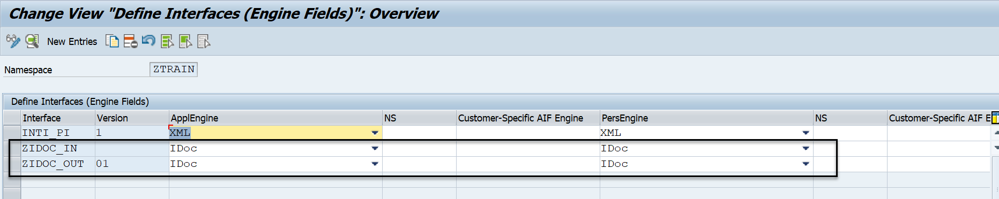 Change View "Define Interfaces (Engine Fields)": Overview
New Entries
Namespace ZTRAIN
Define Interfaces (Engine Fields)
Interface Version ApplEngine NS Customer-Specific AIF Engine PersEngine NS Customer-Specific AIF E
INTI_PI 1 XML XML
ZIDOC_IN IDoc IDoc
ZIDOC_OUT 01 IDoc IDoc